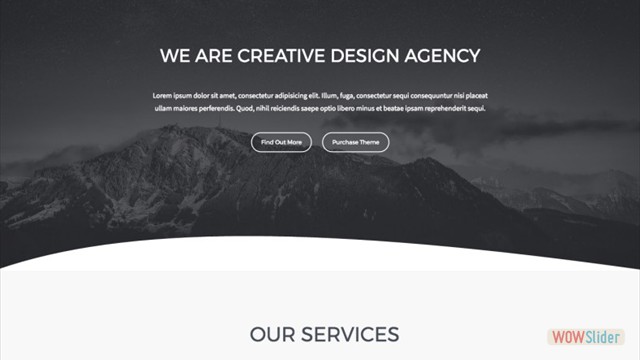 WE ARE CREATIVE DESIGN AGENCY
Lorem ipsum dolor sit amet, consectetur adipisicing elit. Illum, fuga, consectetur sequi consequuntur nisi placeat
ullam maiores perferendis. Quod, nihil reiciendis saepe optio libero minus et beatae ipsam reprehenderit sequi.
Find Out More
Purchase Theme
OUR SERVICES
WOWSlider